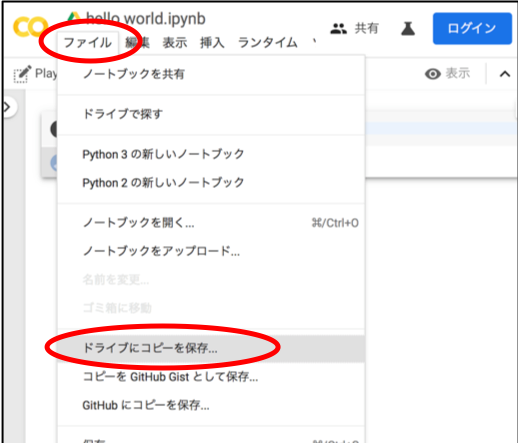 CO hello world.ipynb
共有
ログイン
ファイル 編集 表示 挿入 ランタイム
Play
表示
ノートブックを共有
ドライブで探す
Python 3 の新しいノートブック
Python 2 の新しいノートブック
ノートブックを開く... ⌘/Ctrl+O
ノートブックをアップロード...
名前を変更...
ゴミ箱に移動
ドライブにコピーを保存...
コピーを GitHub Gist として保存...
GitHub にコピーを保存...